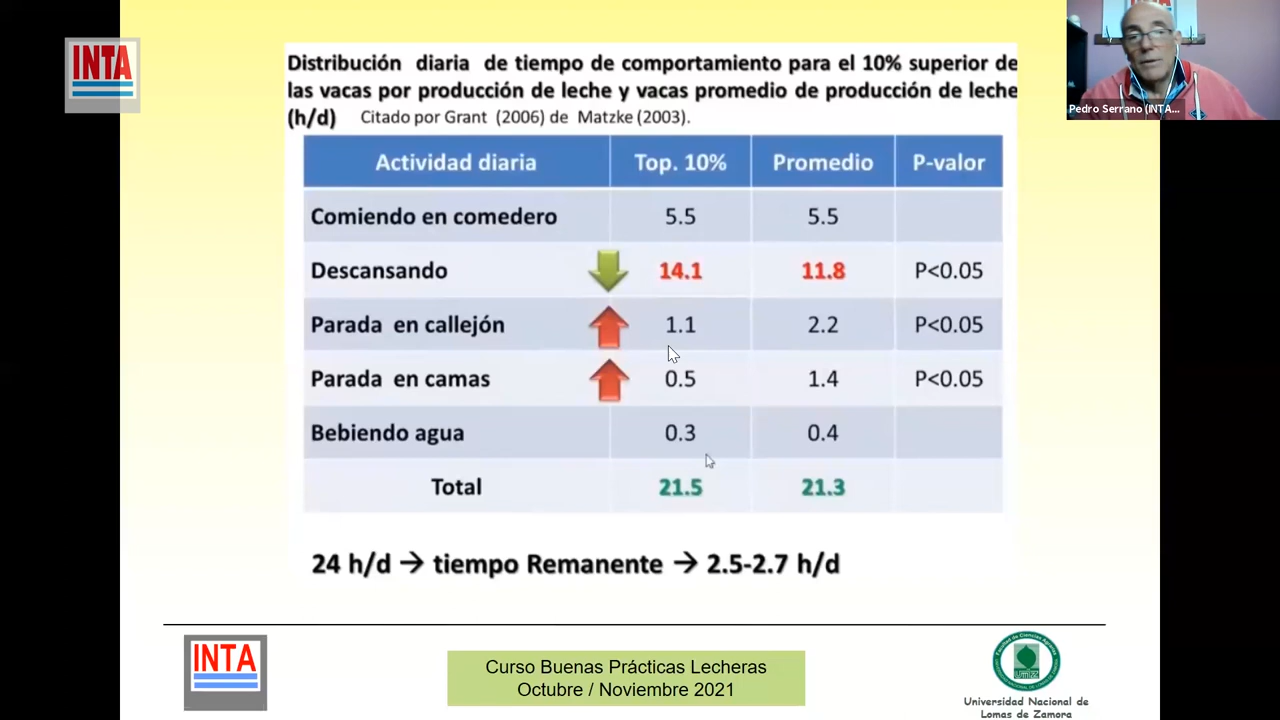 INTA
Pedro Serrano (INTA...
Distribución diaria de tiempo de comportamiento para el 10% superior de
las vacas por producción de leche y vacas promedio de producción de leche
(h/d) Citado por Grant (2006) de Matzke (2003).
Actividad diaria Top. 10% Promedio P-valor
Comiendo en comedero 5.5 5.5
Descansando 14.1 11.8 P<0.05
Parada en callejón 1.1 2.2 P<0.05
Parada en camas 0.5 1.4 P<0.05
Bebiendo agua 0.3 0.4
Total 21.5 21.3
24 h/d → tiempo Remanente → 2.5-2.7 h/d
INTA
Curso Buenas Prácticas Lecheras
Octubre / Noviembre 2021
Universidad Nacional de
Lomas de Zamora